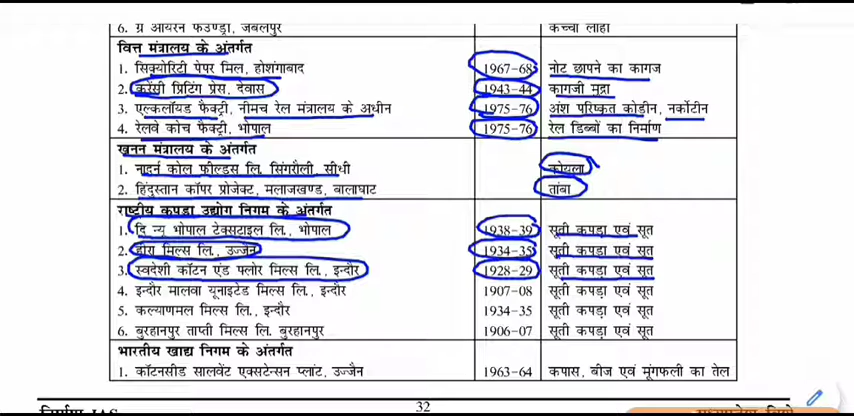 6. ग्रे आयरन फउण्ड्री, जबलपुर कच्चा लोहा
वित्त मंत्रालय के अंतर्गत
1. सिक्योरिटी पेपर मिल, होशंगाबाद 1967-68 नोट छापने का कागज
2. करेंसी प्रिटिंग प्रेस, देवास 1943-44 कागजी मुद्रा
3. एल्कलॉयड फैक्ट्री, नीमच रेल मंत्रालय के अधीन 1975-76 अंश परिष्कत कोडीन, नर्कोटीन
4. रेलवे कोच फैक्ट्री, भोपाल 1975-76 रेल डिब्बों का निर्माण
खनन मंत्रालय के अंतर्गत
1. नादर्न कोल फील्डस लि. सिंगरौली, सीधी कोयला
2. हिंदुस्तान कॉपर प्रोजेक्ट, मलाजखण्ड, बालाघाट तांबा
राष्ट्रीय कपडा उद्योग निगम के अंतर्गत
1. दि न्यू भोपाल टेक्सटाइल लि., भोपाल 1938-39 सूती कपडा एवं सूत
2. हीरा मिल्स लि., उज्जैन 1934-35 सूती कपड़ा एवं सूत
3. स्वदेशी कॉटन एंड फ्लोर मिल्स लि., इन्दौर 1928-29 सूती कपड़ा एवं सूत
4. इन्दौर मालवा यूनाइटेड मिल्स लि., इन्दौर 1907-08 सूती कपड़ा एवं सूत
5. कल्याणमल मिल्स लि., इन्दौर 1934-35 सूती कपड़ा एवं सूत
6. बुरहानपुर ताप्ती मिल्स लि. बुरहानपुर 1906-07 सूती कपड़ा एवं सूत
भारतीय खाद्य निगम के अंतर्गत
1. कॉटनसीड सालवेंट एक्सटेन्सन प्लांट, उज्जैन 1963-64 कपास, बीज एवं मूंगफली का तेल
32